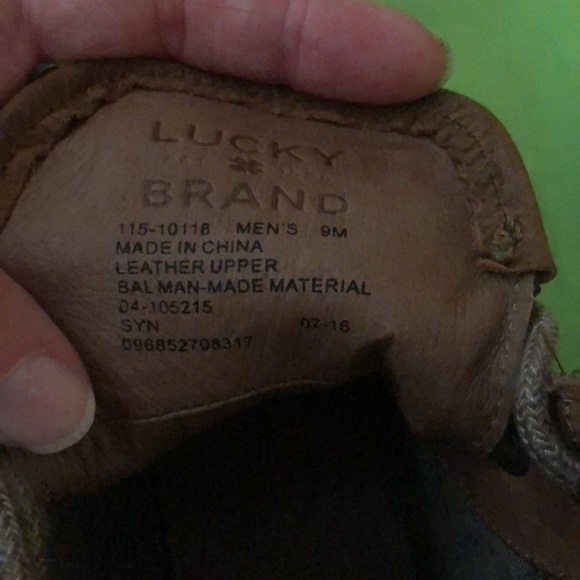 LUCKY
BRAND
115-10118 MEN'S 9M
MADE IN CHINA
LEATHER UPPER
BAL MAN-MADE MATERIAL
04-105215
SYN 07-16
096852708317